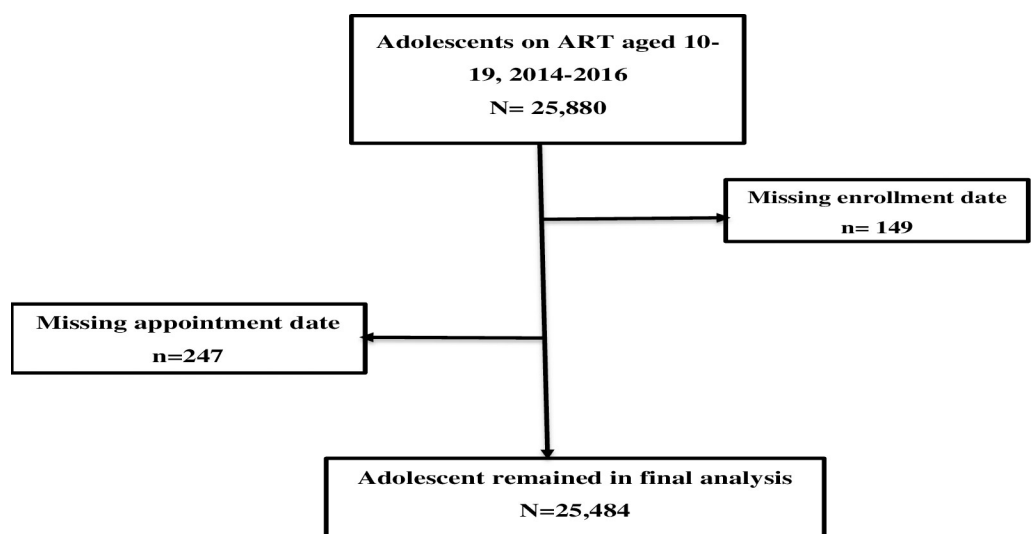 Adolescents on ART aged 10-
19, 2014-2016
N= 25,880
Missing enrollment date
n= 149
Missing appointment date
n=247
Adolescent remained in final analysis
N=25,484